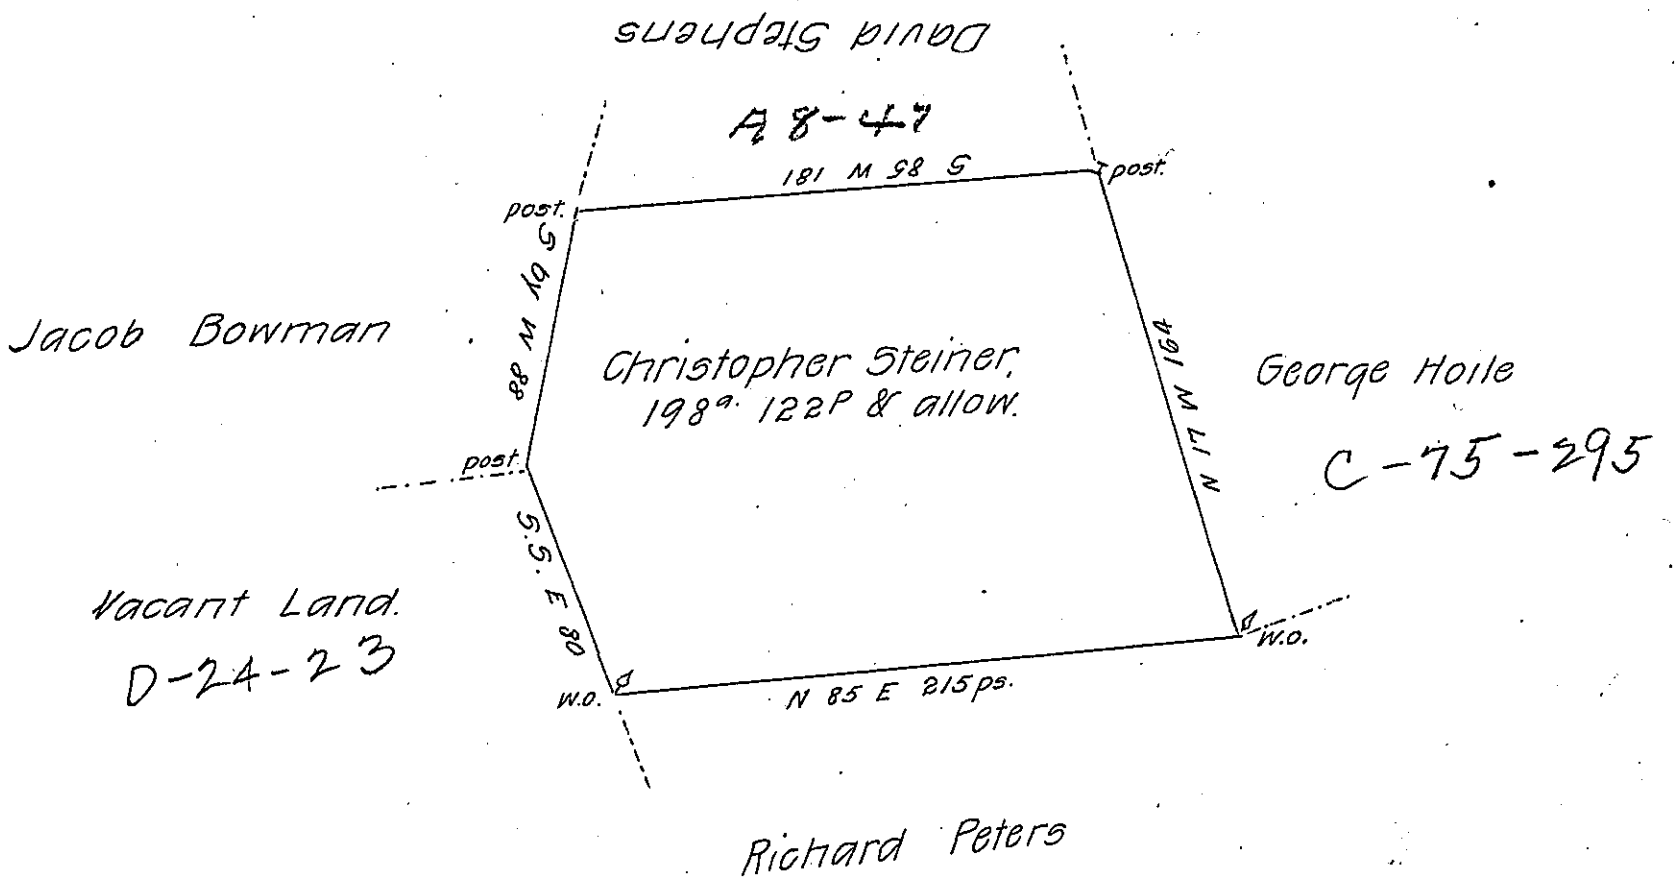 David Stephens
A 8-47
S 85 W 181
post.
post.
S by W 88
Jacob Bowman
Christopher Steiner,
198a. 122P & allow.
N 17 W 164
George Hoile
C-75-295
post.
S.S.E 80
Vacant Land.
D-24-23
W.O.
W.O.
N 85 E 215ps.
Richard Peters